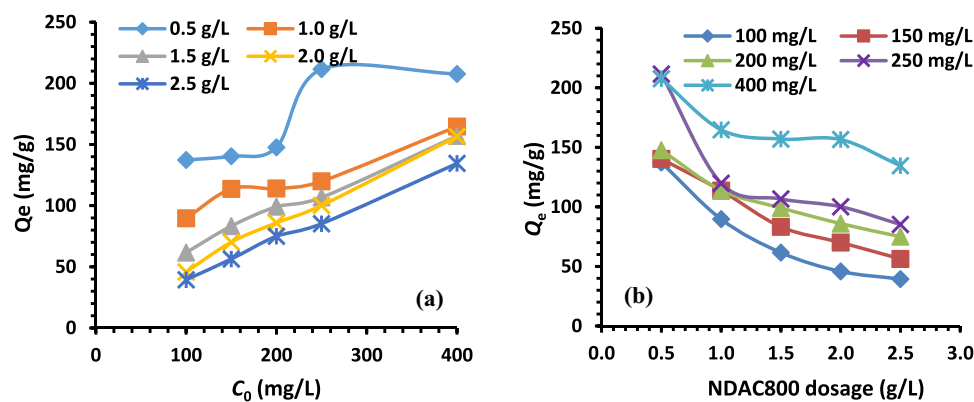 250
200
150
100
50
0
Qe (mg/g)
0.5 g/L
1.0 g/L
1.5 g/L
2.0 g/L
2.5 g/L
(a)
0 100 200 300 400
C0 (mg/L)
250
200
150
100
50
0
Qe (mg/g)
100 mg/L
150 mg/L
200 mg/L
250 mg/L
400 mg/L
(b)
0.0 0.5 1.0 1.5 2.0 2.5 3.0
NDAC800 dosage (g/L)